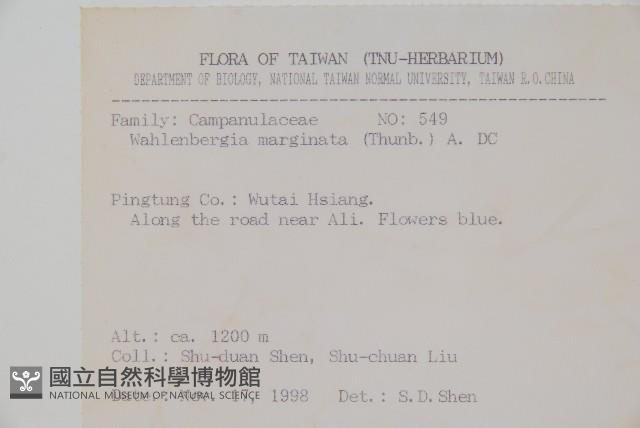 FLORA OF TAIWAN (TNU-HERBARIUM)
DEPARTMENT OF BIOLOGY, NATIONAL TAIWAN NORMAL UNIVERSITY, TAIWAN R.O.CHINA
Family: Campanulaceae NO: 549
Wahlenbergia marginata (Thunb.) A. DC
Pingtung Co.: Wutai Hsiang.
Along the road near Ali. Flowers blue.
Alt.: ca. 1200 m
Coll.: Shu-duan Shen, Shu-chuan Liu
國立自然科學博物館
NATIONAL MUSEUM OF NATURAL SCIENCE
Date: Nov. 17, 1998 Det.: S.D.Shen